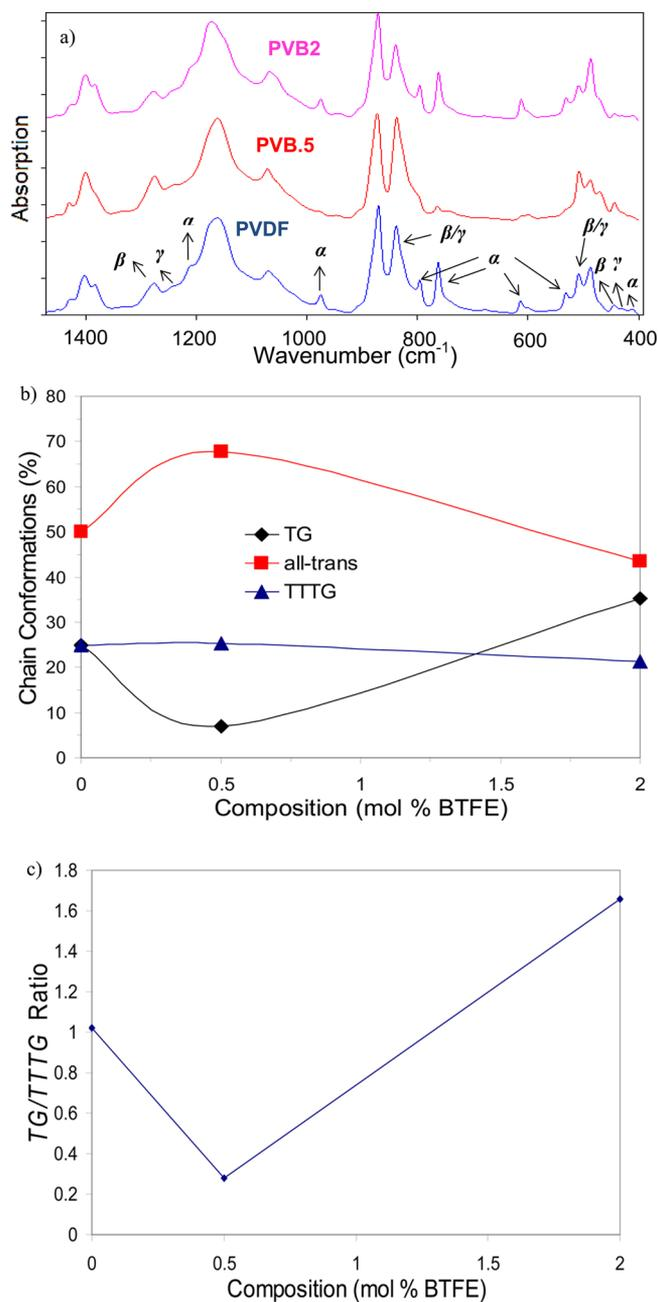 a)
PVB2
PVB.5
PVDF
Absorption
β γ α α β/γ α β/γ β γ α
1400 1200 1000 800 600 400
Wavenumber (cm-1)
b)
80
70
60
50
40
30
20
10
0
Chain Conformations (%)
TG
all-trans
TTTG
0 0.5 1 1.5 2
Composition (mol % BTFE)
c)
1.8
1.6
1.4
1.2
1
0.8
0.6
0.4
0.2
0
TG/TTTG Ratio
0 0.5 1 1.5 2
Composition (mol % BTFE)